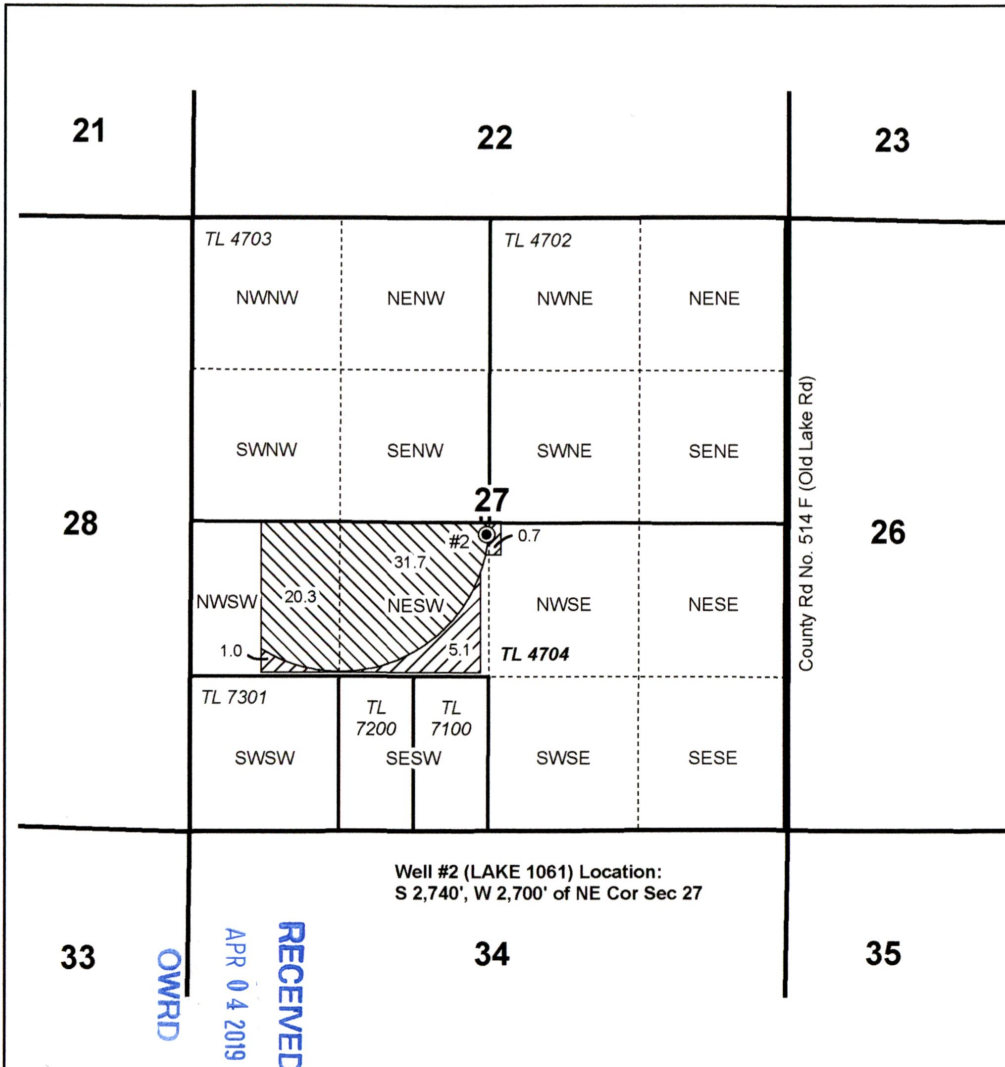 21
22
23
TL 4703
TL 4702
NWNW
NENW
NWNE
NENE
SWNW
SENW
SWNE
SENE
County Rd No. 514 F (Old Lake Rd)
28
27
26
#2
0.7
31.7
NWSW
20.3
NESW
NWSE
NESE
1.0
5.1
TL 4704
TL 7301
TL
7200
TL
7100
SWSW
SESW
SWSE
SESE
Well #2 (LAKE 1061) Location:
S 2,740', W 2,700' of NE Cor Sec 27
33
34
35
RECEIVED
APR 04 2019
OWRD